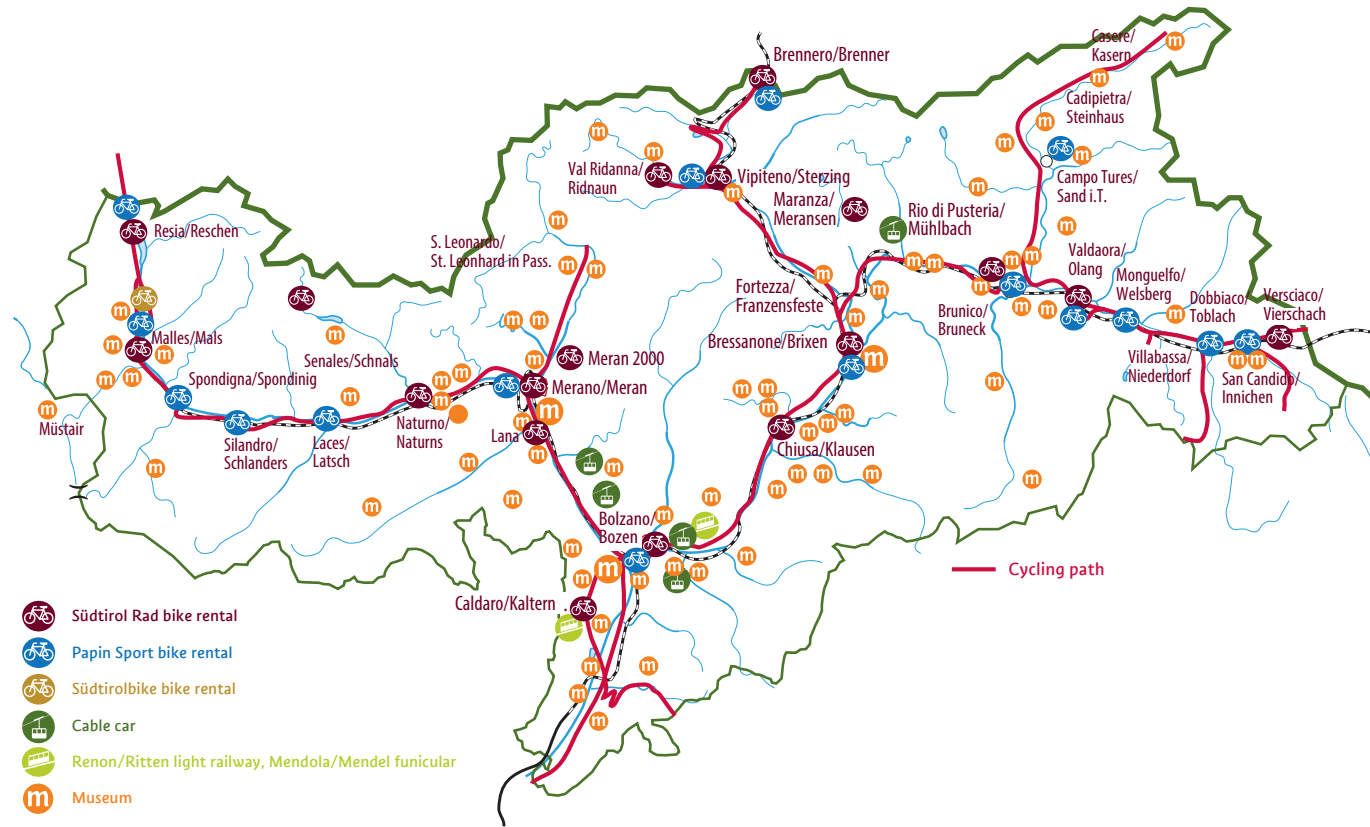 Casere/
Kasern
Brennero/Brenner
Cadipietra/
Steinhaus
Val Ridanna/
Ridnaun
Vipiteno/Sterzing
Campo Tures/
Sand i.T.
Maranza/
Meransen
Rio di Pusteria/
Mühlbach
Resia/Reschen
S. Leonardo/
St. Leonhard in Pass.
Valdaora/
Olang
Monguelfo/
Welsberg
Fortezza/
Franzensfeste
Dobbiaco/
Toblach
Versciaco/
Vierschach
Brunico/
Bruneck
Malles/Mals
Bressanone/Brixen
Senales/Schnals
Meran 2000
Villabassa/
Niederdorf
San Candido/
Innichen
Spondigna/Spondinig
Merano/Meran
Müstair
Naturno/
Naturns
Silandro/
Schlanders
Laces/
Latsch
Lana
Chiusa/Klausen
Bolzano/
Bozen
Cycling path
Caldaro/Kaltern
Südtirol Rad bike rental
Papin Sport bike rental
Südtirolbike bike rental
Cable car
Renon/Ritten light railway, Mendola/Mendel funicular
m Museum